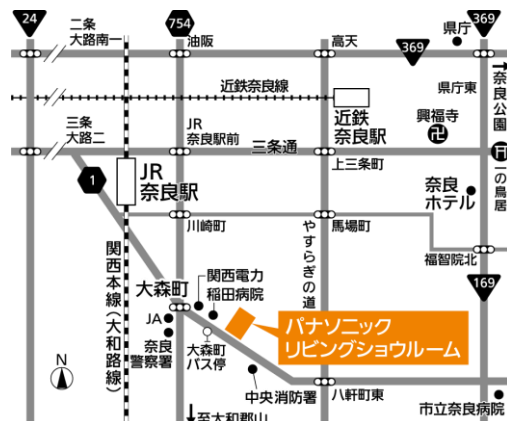 24
二条
大路南一
754
油阪
高天
369
県庁
369
近鉄奈良線
県庁東
奈良公園
三条
大路二
JR
奈良駅前
近鉄
奈良駅
興福寺
三条通
上三条町
一の鳥居
1
JR
奈良駅
奈良
ホテル
川崎町
馬場町
やすらぎの道
福智院北
関西本線(大和路線)
大森町
関西電力
稲田病院
169
JA
奈良
警察署
大森町
バス停
パナソニック
リビングショウルーム
N
中央消防署
八軒町東
市立奈良病院
至大和郡山